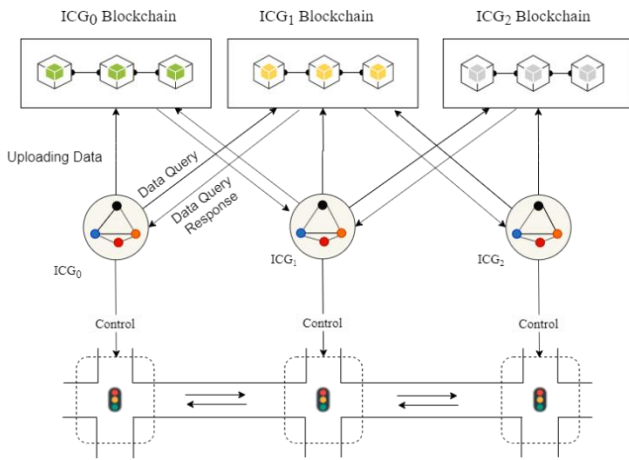 ICG₀ Blockchain
ICG₁ Blockchain
ICG₂ Blockchain
Uploading Data
Data Query
Data Query
Response
ICG₀
ICG₁
ICG₂
Control
Control
Control